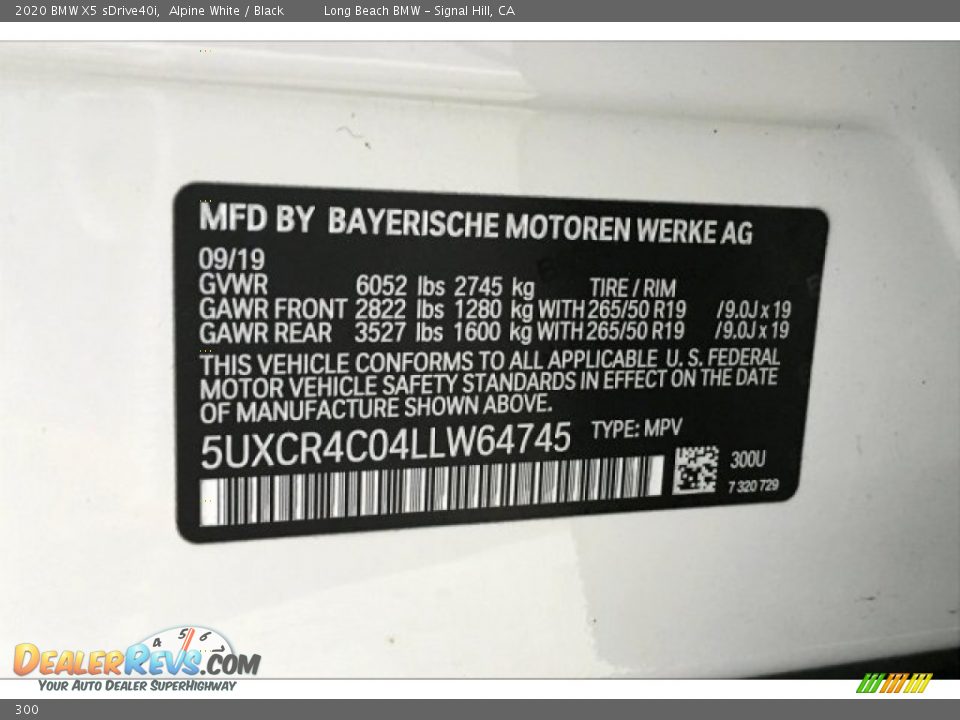 2020 BMW X5 sDrive40i, Alpine White / Black Long Beach BMW - Signal Hill, CA
MFD BY BAYERISCHE MOTOREN WERKE AG
09/19
GVWR 6052 lbs 2745 kg TIRE / RIM
GAWR FRONT 2822 lbs 1280 kg WITH 265/50 R19 /9.0J x 19
GAWR REAR 3527 lbs 1600 kg WITH 265/50 R19 /9.0J x 19
THIS VEHICLE CONFORMS TO ALL APPLICABLE U. S. FEDERAL
MOTOR VEHICLE SAFETY STANDARDS IN EFFECT ON THE DATE
OF MANUFACTURE SHOWN ABOVE.
5UXCR4C04LLW64745 TYPE: MPV
300U
7 320 729
4 5 6 7
DEALERREVS.COM
YOUR AUTO DEALER SUPERHIGHWAY
300